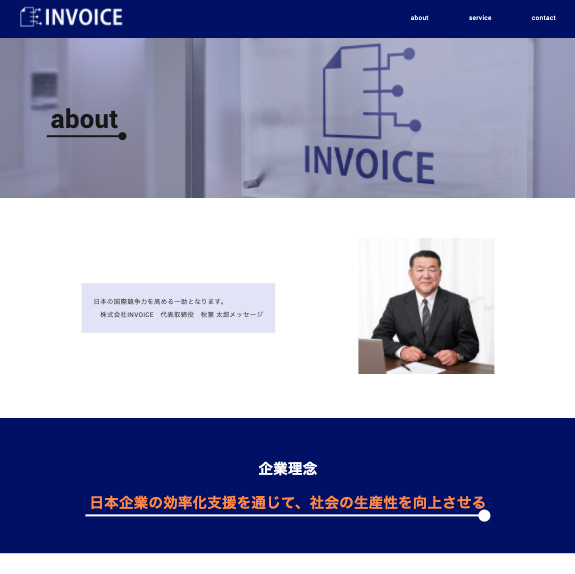 INVOICE
about
service
contact
about
INVOICE
日本の国際競争力を高める一助となります。
株式会社INVOICE　代表取締役　秋葉 太郎メッセージ
企業理念
日本企業の効率化支援を通じて、社会の生産性を向上させる